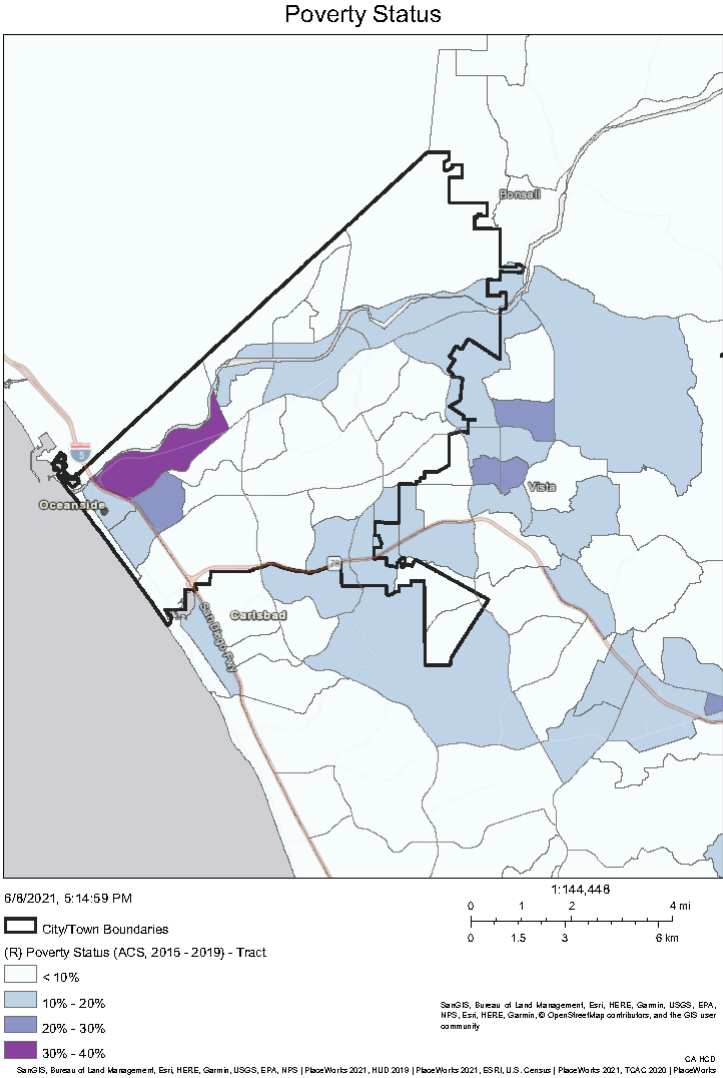 Poverty Status
Bonsall
5
Oceanside
Vista
78
Carlsbad
San Diego Fwy
6/6/2021, 5:14:59 PM
City/Town Boundaries
(R) Poverty Status (ACS, 2015 - 2019) - Tract
< 10%
10% - 20%
20% - 30%
30% - 40%
1:144,448
0 1 2 4 mi
0 1.5 3 6 km
SanGIS, Bureau of Land Management, Esri, HERE, Garmin, USGS, EPA,
NPS, Esri, HERE, Garmin, © OpenStreetMap contributors, and the GIS user
community
CA HCD
SanGIS, Bureau of Land Management, Esri, HERE, Garmin, USGS, EPA, NPS | PlaceWorks 2021, HUD 2019 | PlaceWorks 2021, ESRI, U.S. Census | PlaceWorks 2021, TCAC 2020 | PlaceWorks